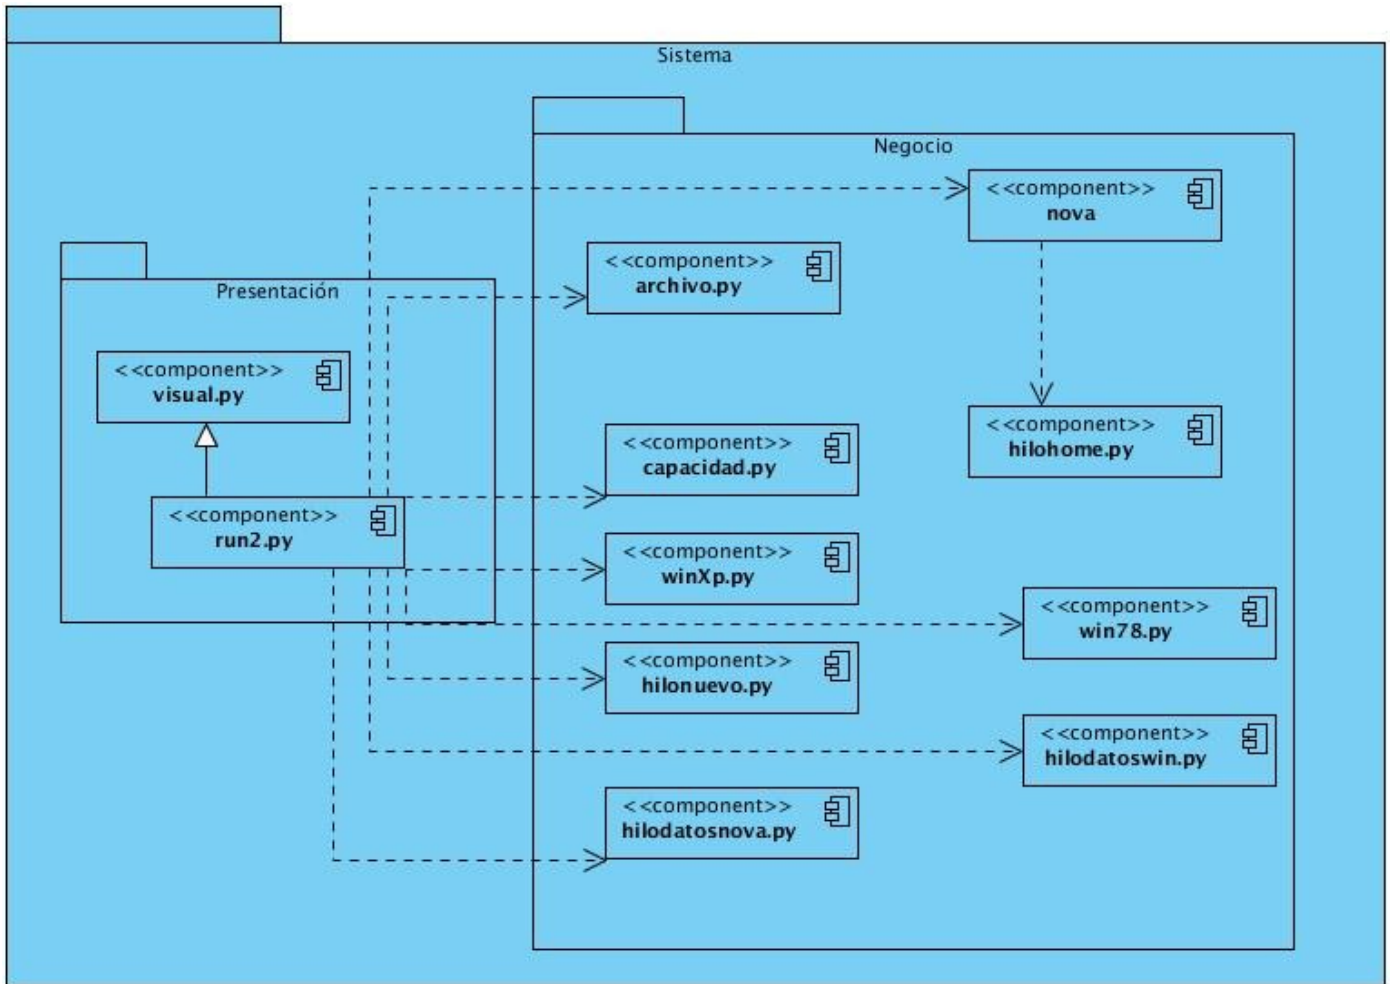 Sistema
Negocio
<<component>>
nova
<<component>>
archivo.py
Presentación
<<component>>
visual.py
<<component>>
hilohome.py
<<component>>
capacidad.py
<<component>>
run2.py
<<component>>
winXp.py
<<component>>
win78.py
<<component>>
hilonuevo.py
<<component>>
hilodatoswin.py
<<component>>
hilodatosnova.py